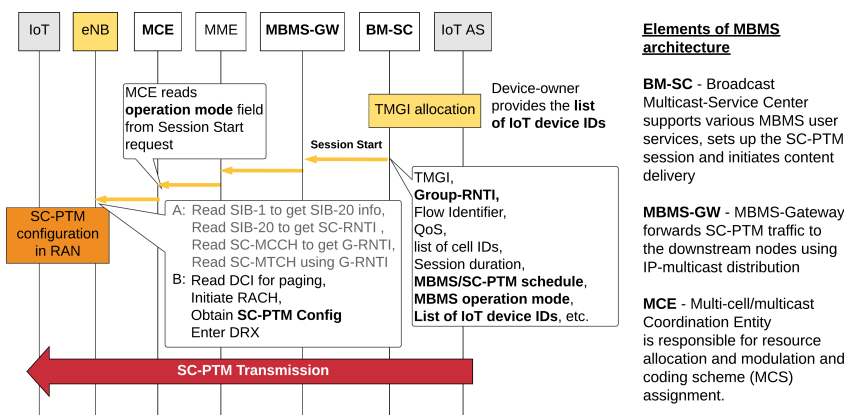 IoT
eNB
MCE
MME
MBMS-GW
BM-SC
IoT AS
MCE reads
operation mode field
from Session Start
request
TMGI allocation
Device-owner
provides the list
of IoT device IDs
Session Start
TMGI,
Group-RNTI,
Flow Identifier,
QoS,
list of cell IDs,
Session duration,
MBMS/SC-PTM schedule,
MBMS operation mode,
List of IoT device IDs, etc.
SC-PTM
configuration
in RAN
A: Read SIB-1 to get SIB-20 info,
Read SIB-20 to get SC-RNTI ,
Read SC-MCCH to get G-RNTI,
Read SC-MTCH using G-RNTI
B: Read DCI for paging,
Initiate RACH,
Obtain SC-PTM Config
Enter DRX
SC-PTM Transmission
Elements of MBMS
architecture
BM-SC - Broadcast
Multicast-Service Center
supports various MBMS user
services, sets up the SC-PTM
session and initiates content
delivery
MBMS-GW - MBMS-Gateway
forwards SC-PTM traffic to
the downstream nodes using
IP-multicast distribution
MCE - Multi-cell/multicast
Coordination Entity
is responsible for resource
allocation and modulation and
coding scheme (MCS)
assignment.